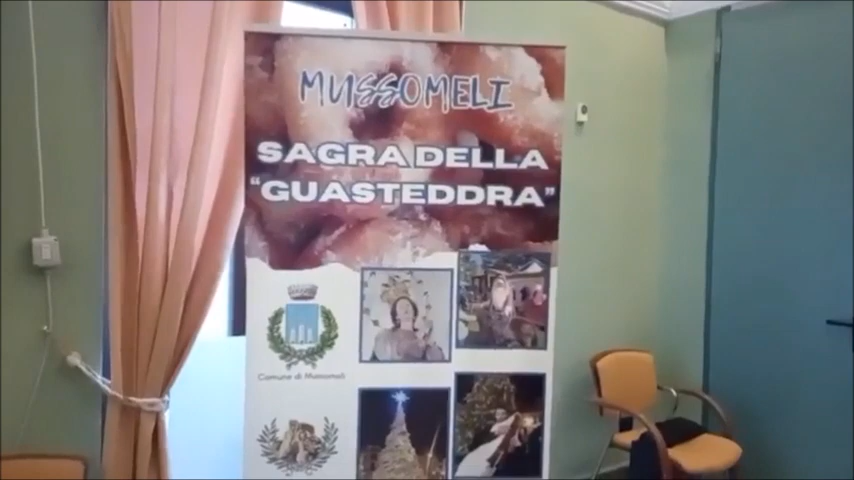 MUSSOMELI
SAGRA DELLA
“GUASTEDDRA”
Comune di Mussomeli